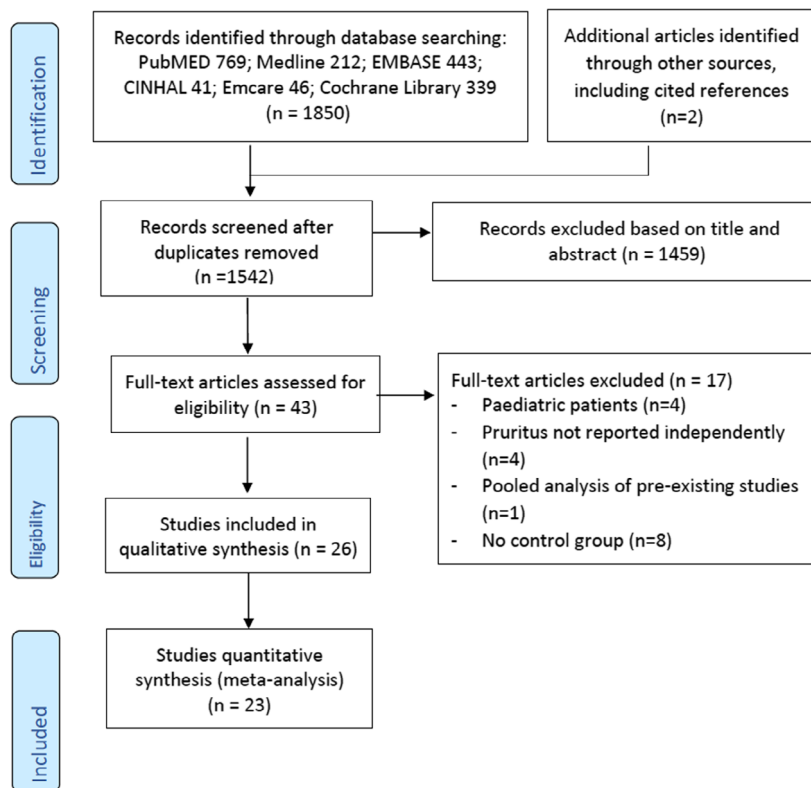 Identification
Records identified through database searching:
PubMED 769; Medline 212; EMBASE 443;
CINHAL 41; Emcare 46; Cochrane Library 339
(n = 1850)
Additional articles identified
through other sources,
including cited references
(n=2)
Screening
Records screened after
duplicates removed
(n =1542)
Records excluded based on title and
abstract (n = 1459)
Full-text articles assessed for
eligibility (n = 43)
Full-text articles excluded (n = 17)
- Paediatric patients (n=4)
- Pruritus not reported independently
(n=4)
- Pooled analysis of pre-existing studies
(n=1)
- No control group (n=8)
Eligibility
Studies included in
qualitative synthesis (n = 26)
Included
Studies quantitative
synthesis (meta-analysis)
(n = 23)